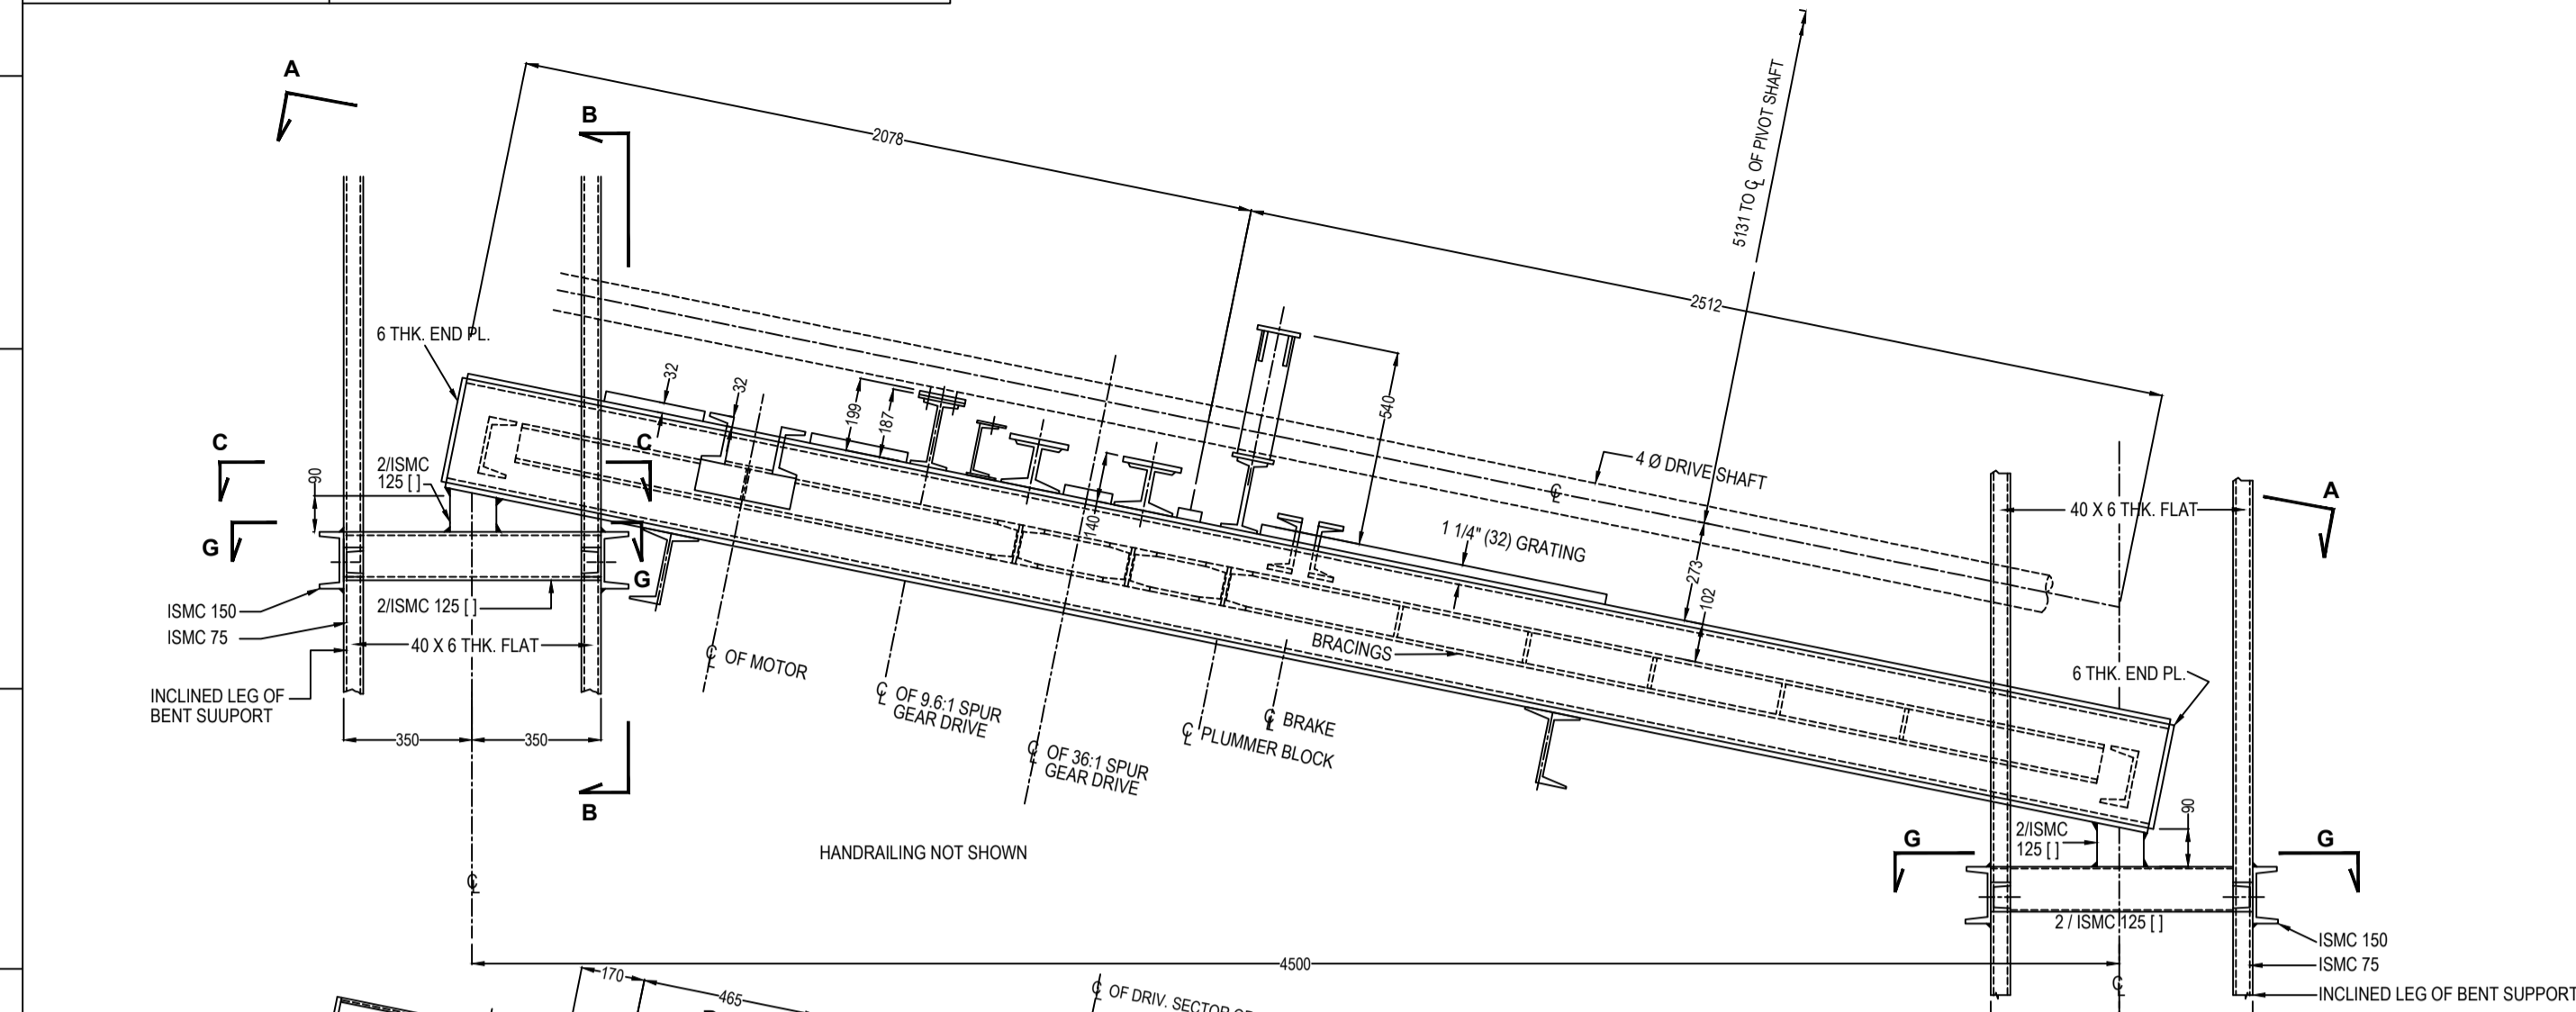 A
B
2078
5131 TO ℄ OF PIVOT SHAFT
2512
6 THK. END PL.
32
32
199
187
540
140
4 Ø DRIVE SHAFT
℄
1 1/4" (32) GRATING
273
102
40 X 6 THK. FLAT
A
C
C
90
2/ISMC
125 [ ]
G
G
ISMC 150
2/ISMC 125 [ ]
ISMC 75
40 X 6 THK. FLAT
INCLINED LEG OF
BENT SUUPORT
350
350
B
℄ OF MOTOR
℄ OF 9.6:1 SPUR
GEAR DRIVE
℄ OF 36:1 SPUR
GEAR DRIVE
℄ PLUMMER BLOCK
℄ BRAKE
BRACINGS
6 THK. END PL.
90
2/ISMC
125 [ ]
G
G
2 / ISMC 125 [ ]
ISMC 150
ISMC 75
INCLINED LEG OF BENT SUPPORT
HANDRAILING NOT SHOWN
℄
4500
℄
170
465
℄ OF DRIV. SECTOR